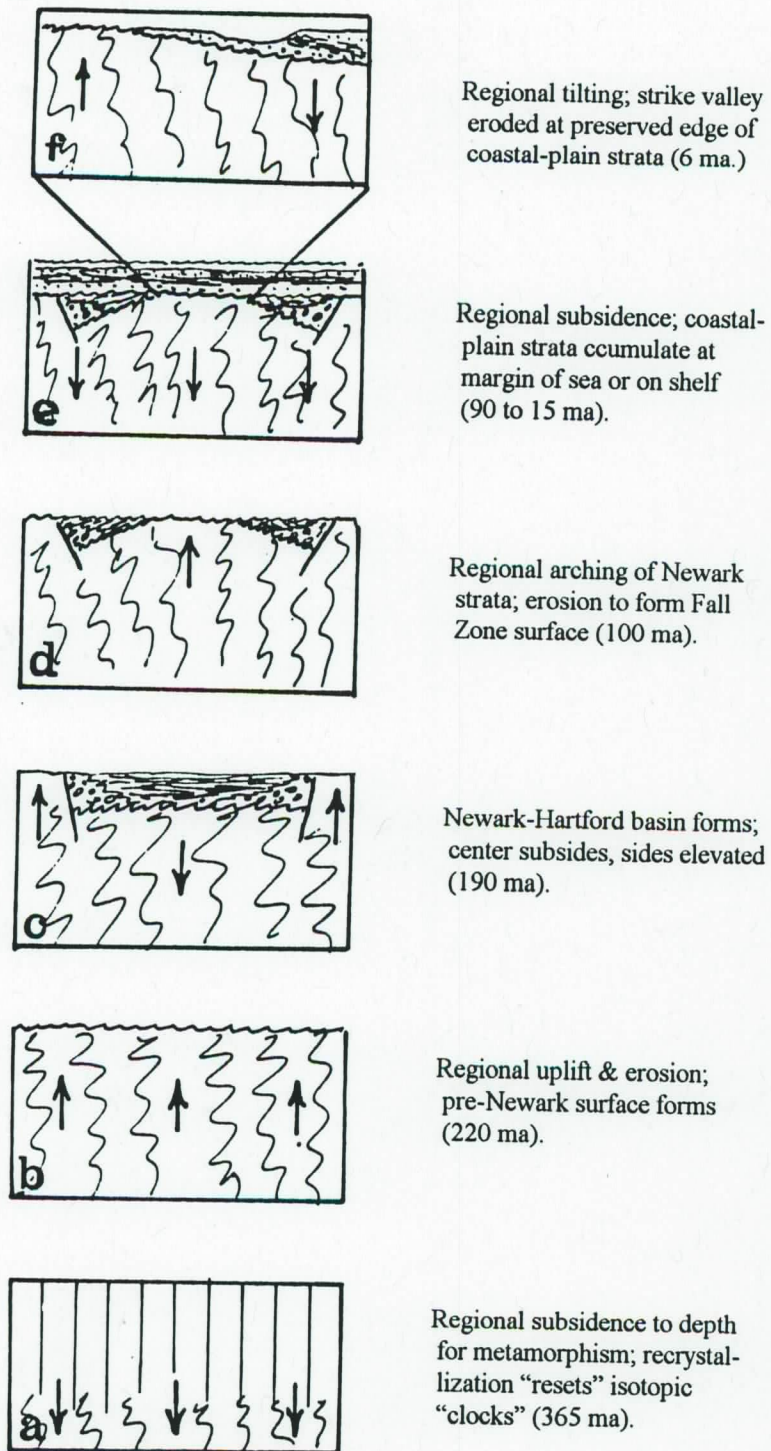 Regional tilting; strike valley
eroded at preserved edge of
coastal-plain strata (6 ma.)
f
Regional subsidence; coastal-
plain strata ccumulate at
margin of sea or on shelf
(90 to 15 ma).
e
Regional arching of Newark
strata; erosion to form Fall
Zone surface (100 ma).
d
Newark-Hartford basin forms;
center subsides, sides elevated
(190 ma).
c
Regional uplift & erosion;
pre-Newark surface forms
(220 ma).
b
Regional subsidence to depth
for metamorphism; recrystal-
lization “resets” isotopic
“clocks” (365 ma).
a